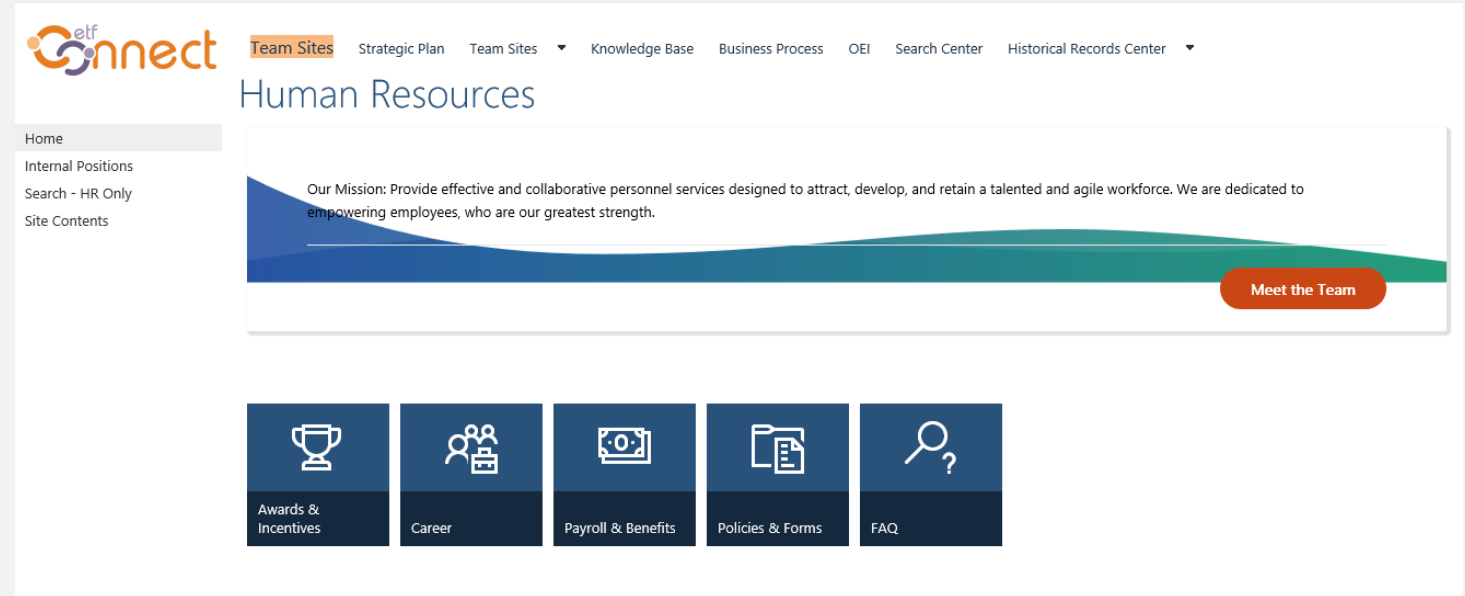 etf
Connect
Team Sites Strategic Plan Team Sites Knowledge Base Business Process OEI Search Center Historical Records Center
Human Resources
Home
Internal Positions
Search - HR Only
Site Contents
Our Mission: Provide effective and collaborative personnel services designed to attract, develop, and retain a talented and agile workforce. We are dedicated to
empowering employees, who are our greatest strength.
Meet the Team
Awards &
Incentives
Career
Payroll & Benefits
Policies & Forms
?
FAQ